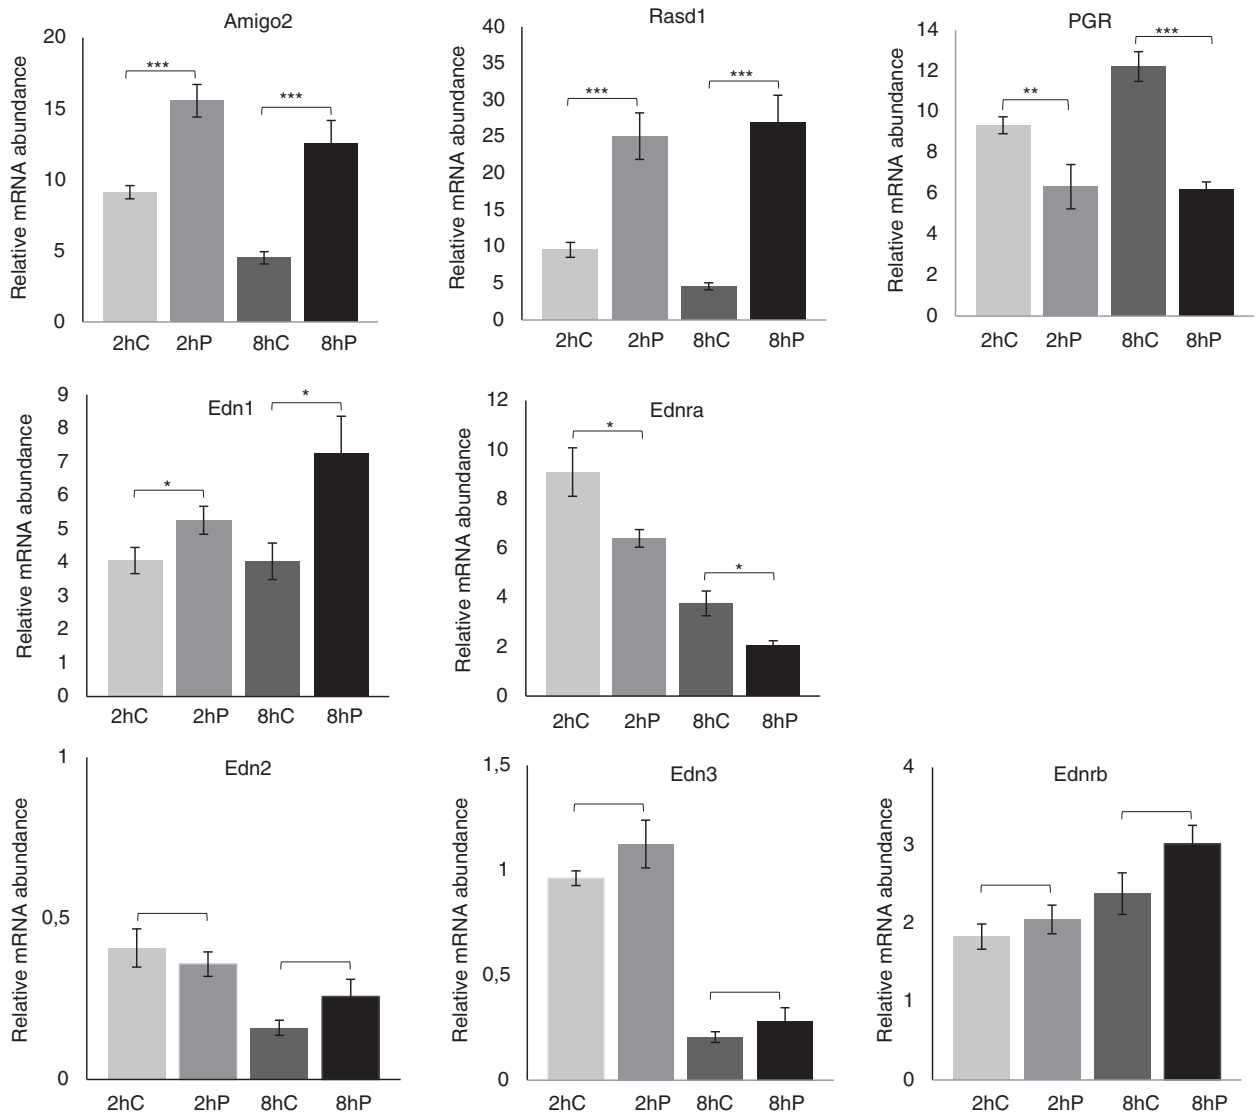 Amigo2
Relative mRNA abundance
20
15
10
5
0
***
***
2hC 2hP 8hC 8hP
Rasd1
Relative mRNA abundance
40
35
30
25
20
15
10
5
0
***
***
2hC 2hP 8hC 8hP
PGR
Relative mRNA abundance
14
12
10
8
6
4
2
0
**
***
2hC 2hP 8hC 8hP
Edn1
Relative mRNA abundance
9
8
7
6
5
4
3
2
1
0
*
*
2hC 2hP 8hC 8hP
Ednra
Relative mRNA abundance
12
10
8
6
4
2
0
*
*
2hC 2hP 8hC 8hP
Edn2
Relative mRNA abundance
1
0,5
0
2hC 2hP 8hC 8hP
Edn3
Relative mRNA abundance
1,5
1
0,5
0
2hC 2hP 8hC 8hP
Ednrb
Relative mRNA abundance
4
3
2
1
0
2hC 2hP 8hC 8hP